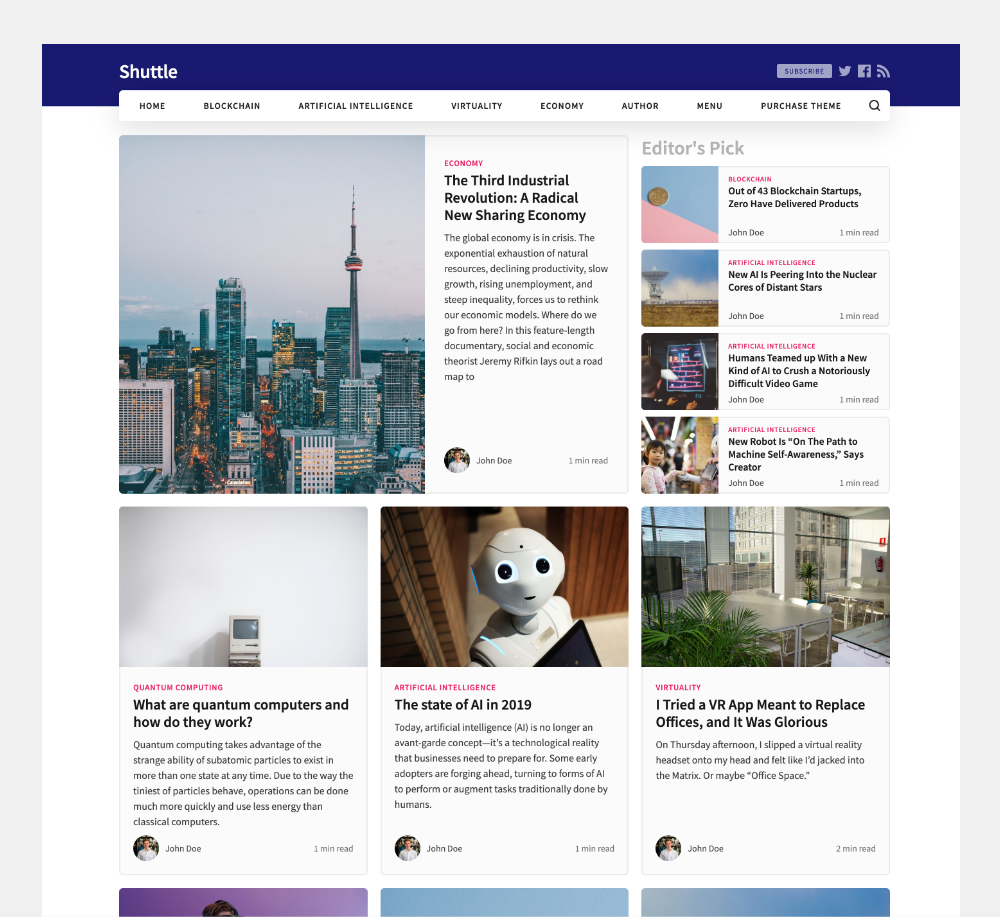 Shuttle
SUBSCRIBE
HOME BLOCKCHAIN ARTIFICIAL INTELLIGENCE VIRTUALITY ECONOMY AUTHOR MENU PURCHASE THEME
ECONOMY
The Third Industrial
Revolution: A Radical
New Sharing Economy
The global economy is in crisis. The
exponential exhaustion of natural
resources, declining productivity, slow
growth, rising unemployment, and
steep inequality, forces us to rethink
our economic models. Where do we
go from here? In this feature-length
documentary, social and economic
theorist Jeremy Rifkin lays out a road
map to
John Doe 1 min read
Editor's Pick
BLOCKCHAIN
Out of 43 Blockchain Startups,
Zero Have Delivered Products
John Doe 1 min read
ARTIFICIAL INTELLIGENCE
New AI Is Peering Into the Nuclear
Cores of Distant Stars
John Doe 1 min read
ARTIFICIAL INTELLIGENCE
Humans Teamed up With a New
Kind of AI to Crush a Notoriously
Difficult Video Game
John Doe 1 min read
ARTIFICIAL INTELLIGENCE
New Robot Is “On The Path to
Machine Self-Awareness,” Says
Creator
John Doe 1 min read
QUANTUM COMPUTING
What are quantum computers and
how do they work?
Quantum computing takes advantage of the
strange ability of subatomic particles to exist in
more than one state at any time. Due to the way the
tiniest of particles behave, operations can be done
much more quickly and use less energy than
classical computers.
John Doe 1 min read
ARTIFICIAL INTELLIGENCE
The state of AI in 2019
Today, artificial intelligence (AI) is no longer an
avant-garde concept—it’s a technological reality
that businesses need to prepare for. Some early
adopters are forging ahead, turning to forms of AI
to perform or augment tasks traditionally done by
humans.
John Doe 1 min read
VIRTUALITY
I Tried a VR App Meant to Replace
Offices, and It Was Glorious
On Thursday afternoon, I slipped a virtual reality
headset onto my head and felt like I’d jacked into
the Matrix. Or maybe “Office Space.”
John Doe 2 min read